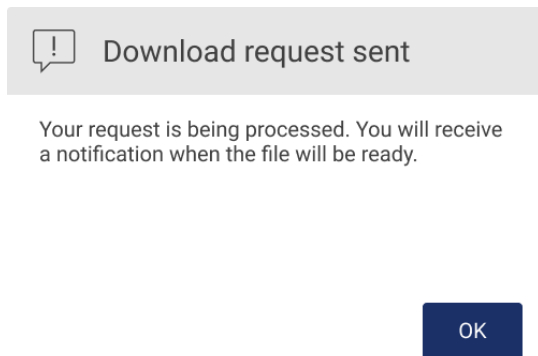 !
Download request sent
Your request is being processed. You will receive
a notification when the file will be ready.
OK